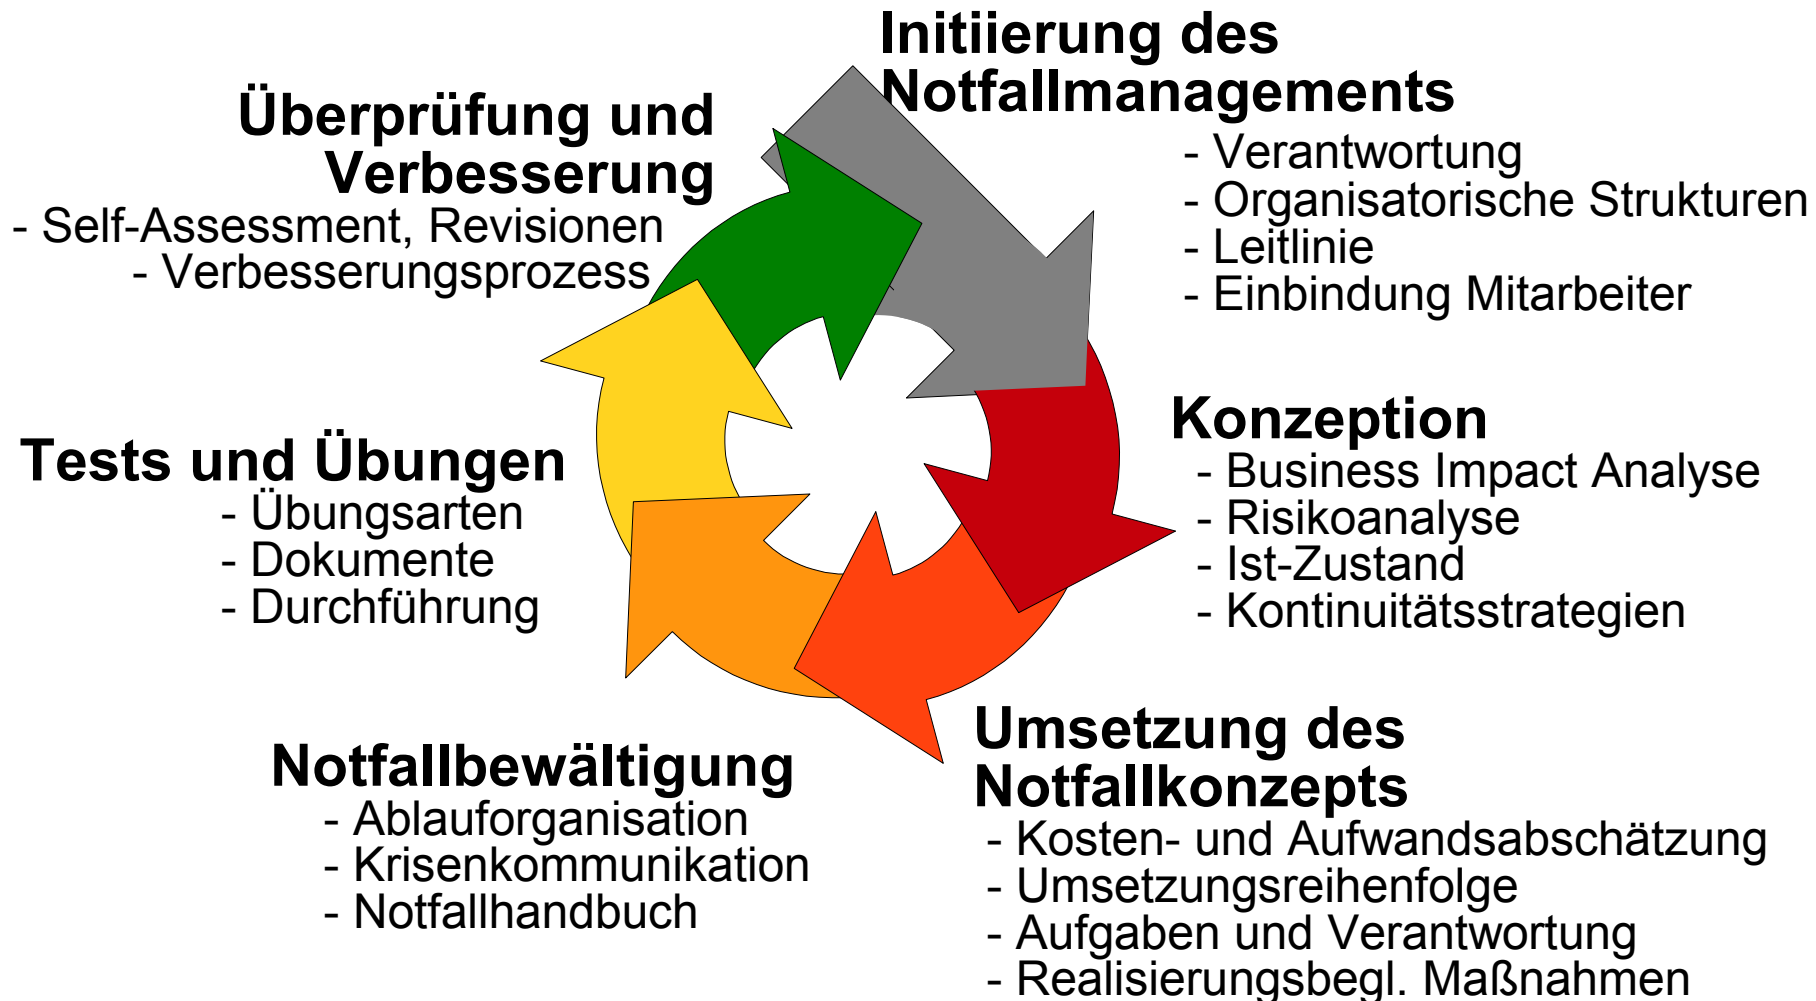 Initiierung des
Notfallmanagements
- Verantwortung
- Organisatorische Strukturen
- Leitlinie
- Einbindung Mitarbeiter
Konzeption
- Business Impact Analyse
- Risikoanalyse
- Ist-Zustand
- Kontinuitätsstrategien
Umsetzung des
Notfallkonzepts
- Kosten- und Aufwandsabschätzung
- Umsetzungsreihenfolge
- Aufgaben und Verantwortung
- Realisierungsbegl. Maßnahmen
Notfallbewältigung
- Ablauforganisation
- Krisenkommunikation
- Notfallhandbuch
Tests und Übungen
- Übungsarten
- Dokumente
- Durchführung
Überprüfung und
Verbesserung
- Self-Assessment, Revisionen
- Verbesserungsprozess